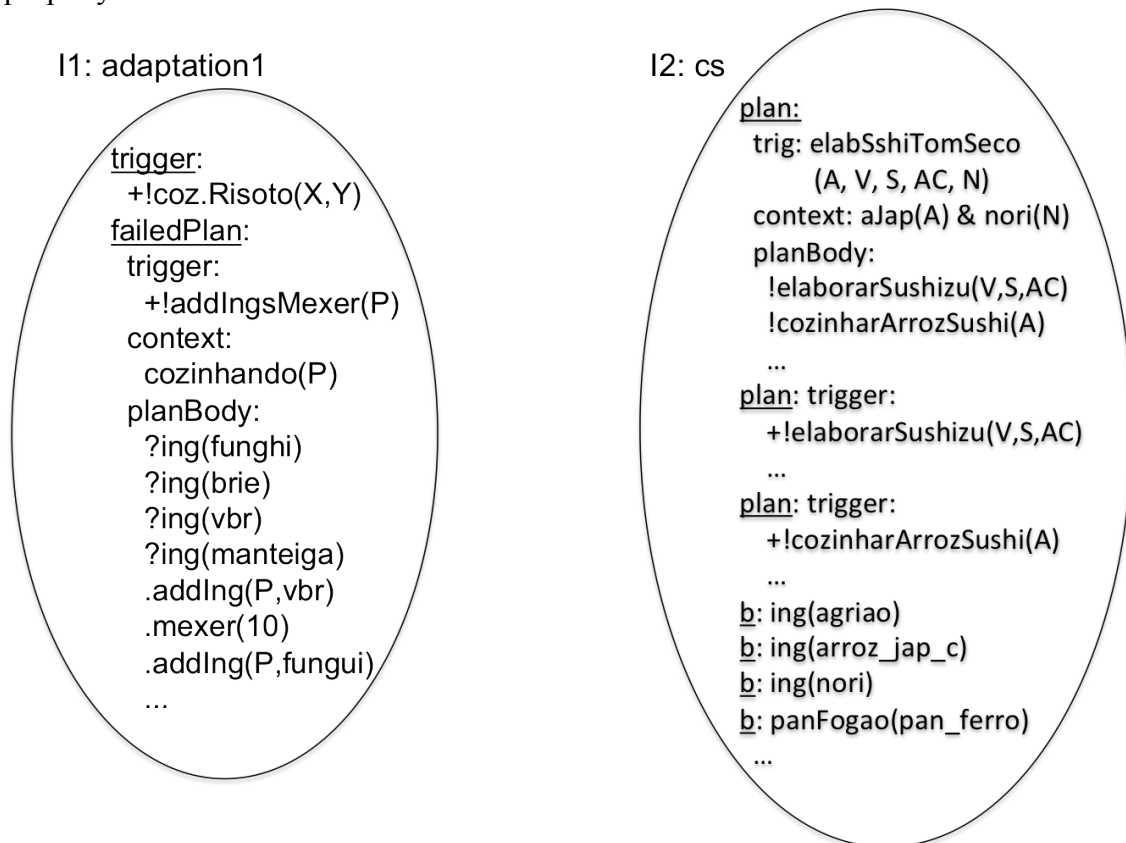 I1: adaptation1
trigger:
+!coz.Risoto(X,Y)
failedPlan:
trigger:
+!addIngsMexer(P)
context:
cozinhando(P)
planBody:
?ing(funghi)
?ing(brie)
?ing(vbr)
?ing(manteiga)
.addIng(P,vbr)
.mexer(10)
.addIng(P,fungui)
...
I2: cs
plan:
trig: elabSshiTomSeco
(A, V, S, AC, N)
context: aJap(A) & nori(N)
planBody:
!elaborarSushizu(V,S,AC)
!cozinharArrozSushi(A)
...
plan: trigger:
+!elaborarSushizu(V,S,AC)
...
plan: trigger:
+!cozinharArrozSushi(A)
...
b: ing(agriao)
b: ing(arroz_jap_c)
b: ing(nori)
b: panFogao(pan_ferro)
...